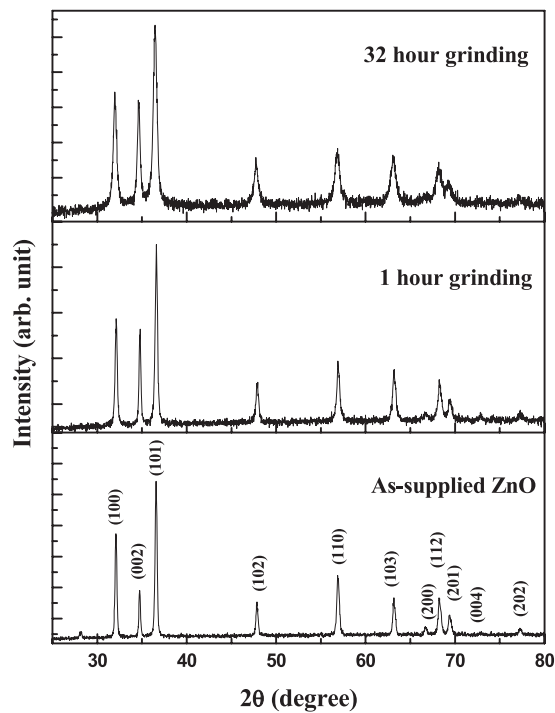 32 hour grinding
1 hour grinding
As-supplied ZnO
(100)
(002)
(101)
(102)
(110)
(103)
(200)
(112)
(201)
(004)
(202)
Intensity (arb. unit)
30 40 50 60 70 80
2θ (degree)